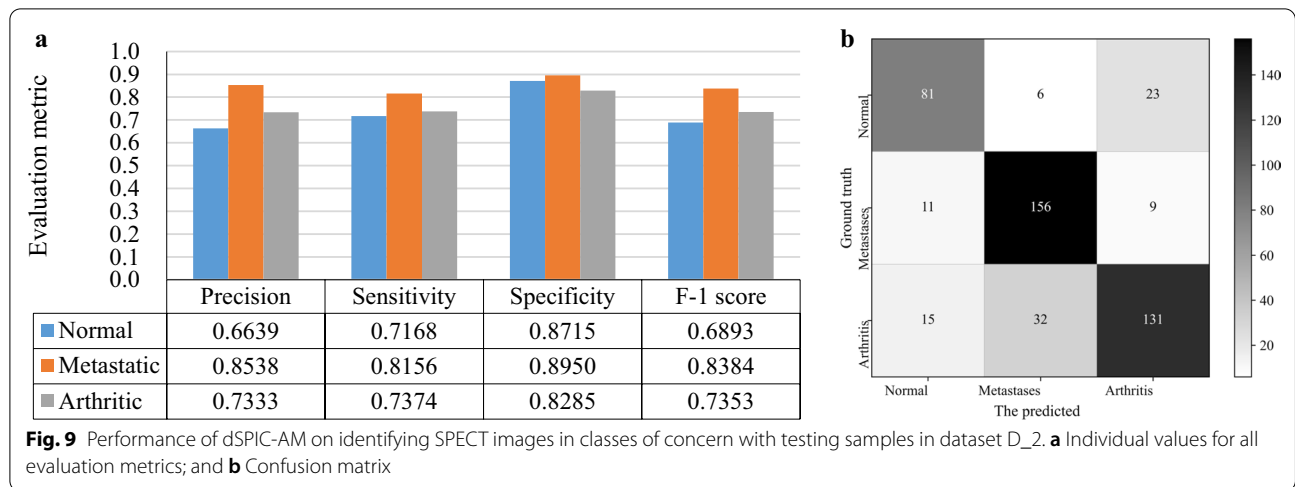 a
Evaluation metric
1.0
0.9
0.8
0.7
0.6
0.5
0.4
0.3
0.2
0.1
0.0
Precision Sensitivity Specificity F-1 score
Normal 0.6639 0.7168 0.8715 0.6893
Metastatic 0.8538 0.8156 0.8950 0.8384
Arthritic 0.7333 0.7374 0.8285 0.7353
b
Ground truth
Normal
Metastases
Arthritis
81 6 23
11 156 9
15 32 131
Normal Metastases Arthritis
The predicted
140
120
100
80
60
40
20
Fig. 9 Performance of dSPIC-AM on identifying SPECT images in classes of concern with testing samples in dataset D_2. a Individual values for all
evaluation metrics; and b Confusion matrix